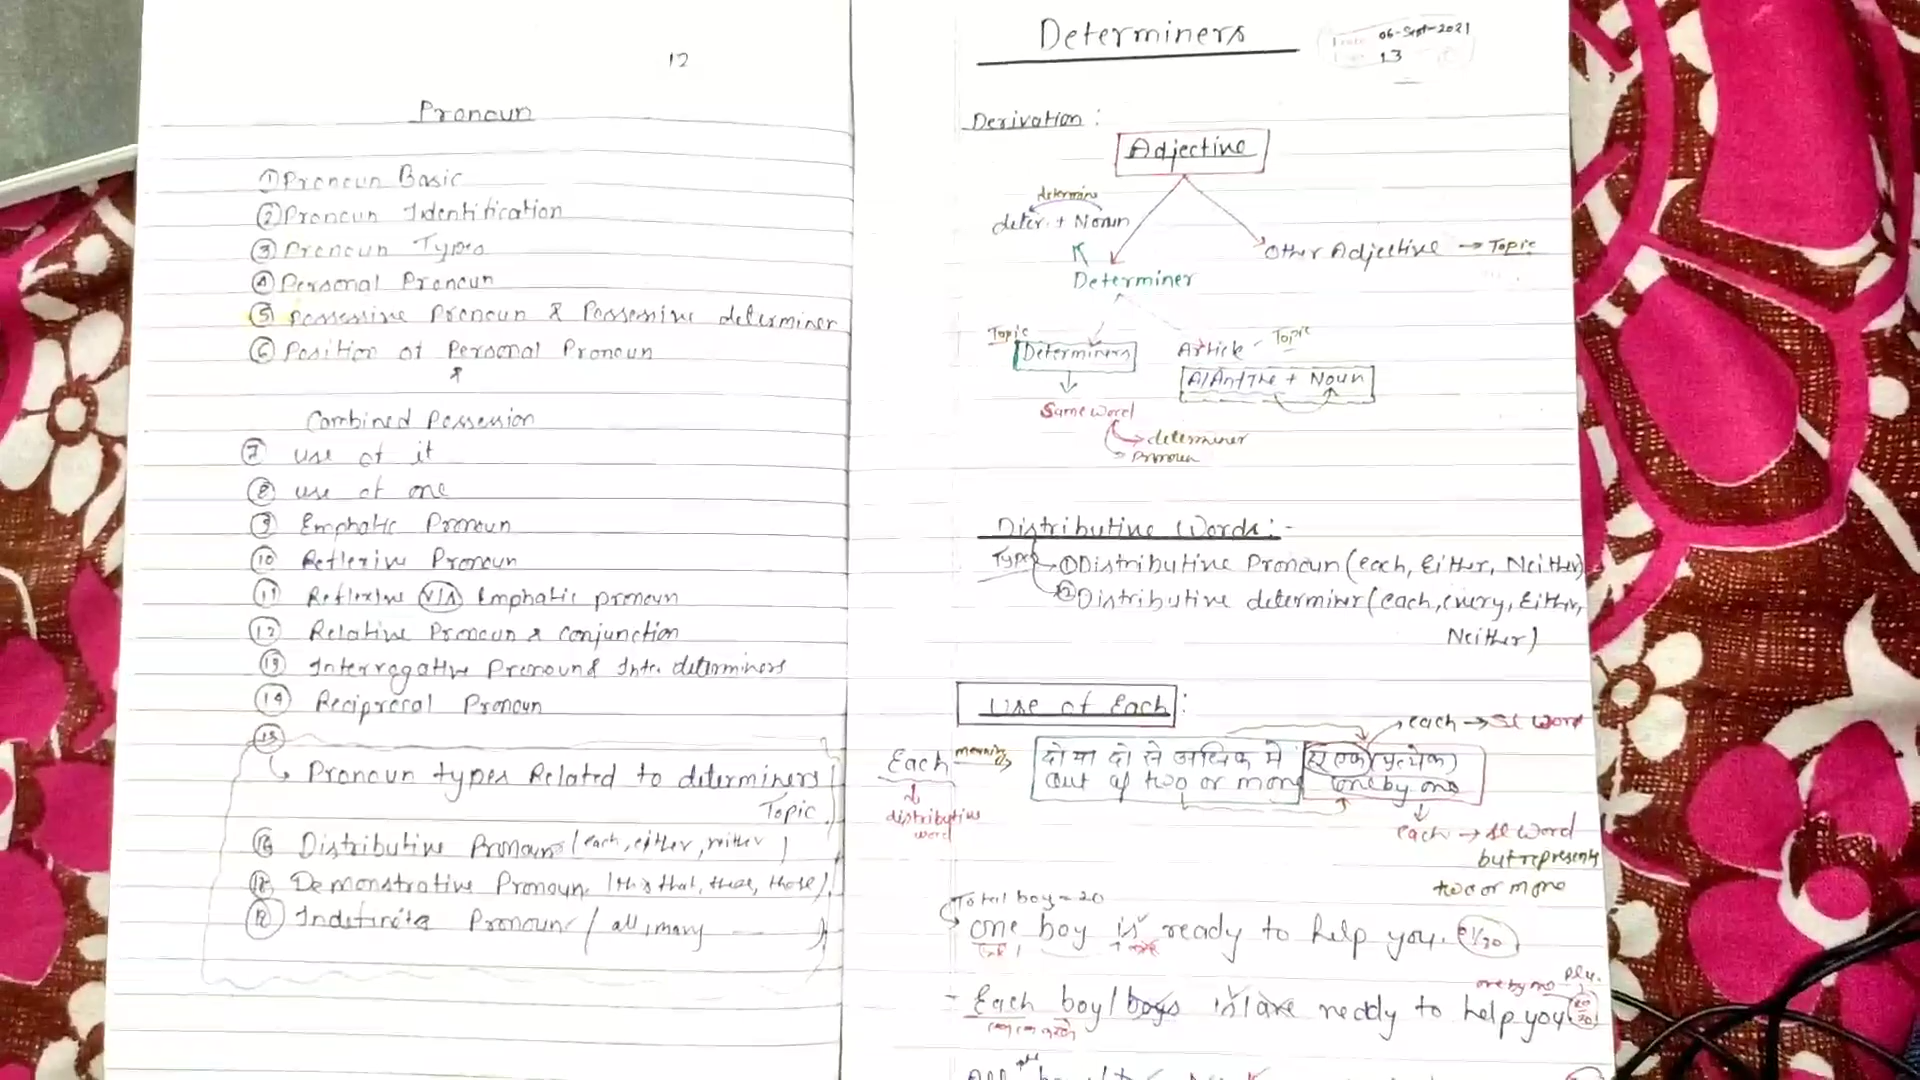 12
Pronoun
① Pronoun Basic
② Pronoun Identification
③ Pronoun Types
④ Personal Pronoun
⑤ Possessive Pronoun & Possessive determiner
⑥ Position of Personal Pronoun
&
Combined Possession
⑦ use of it
⑧ use of one
⑨ Emphatic Pronoun
⑩ Reflexive Pronoun
⑪ Reflexive V/A Emphatic pronoun
⑫ Relative Pronoun & conjunction
⑬ Interrogative Pronoun & Inte. determiners
⑭ Reciprocal Pronoun
⑮
Pronoun types Related to determiners
Topic
Distributive Pronoun (each, either, neither)
Demonstrative Pronoun (this that, these, those)
Indefinite Pronoun (all, many )
Determiners
06-Sept-2021
13
Derivation :
Adjective
determine
deter. + Noun
Other Adjective → Topic
Determiner
Topic
Determiners
Article - Topic
A/An/The + Noun
Same word
determiner
Pronoun
Distributive Words:-
Types
① Distributive Pronoun (each, Either, Neither)
② Distributive determiner (each, every, Either,
Neither)
Use of Each :
each →
word
Each meaning दो या दो से अधिक में हर एक (प्रत्येक)
out of two or more one by one
distributive
word
each →
word
but represents
two or more
Total boy = 20
one boy is ready to help you. 1/20
one by one Plu.
- Each boy/boys is/are ready to help you